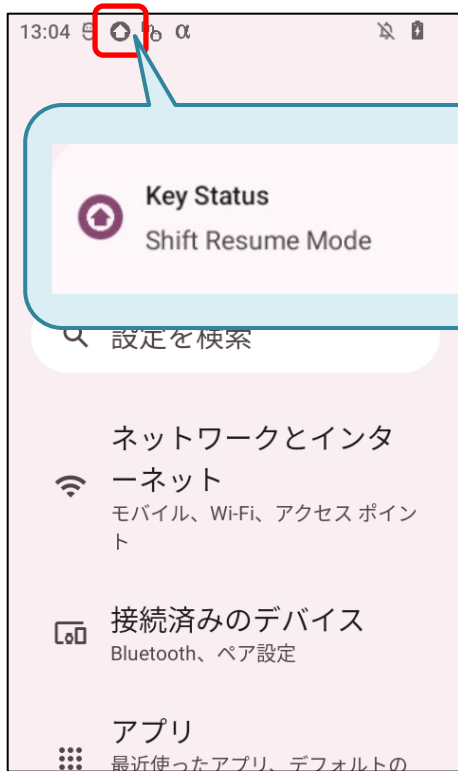 13:04
α
Key Status
Shift Resume Mode
設定を検索
ネットワークとインタ
ーネット
モバイル、Wi-Fi、アクセス ポイン
ト
接続済みのデバイス
Bluetooth、ペア設定
アプリ
最近使ったアプリ、デフォルトの